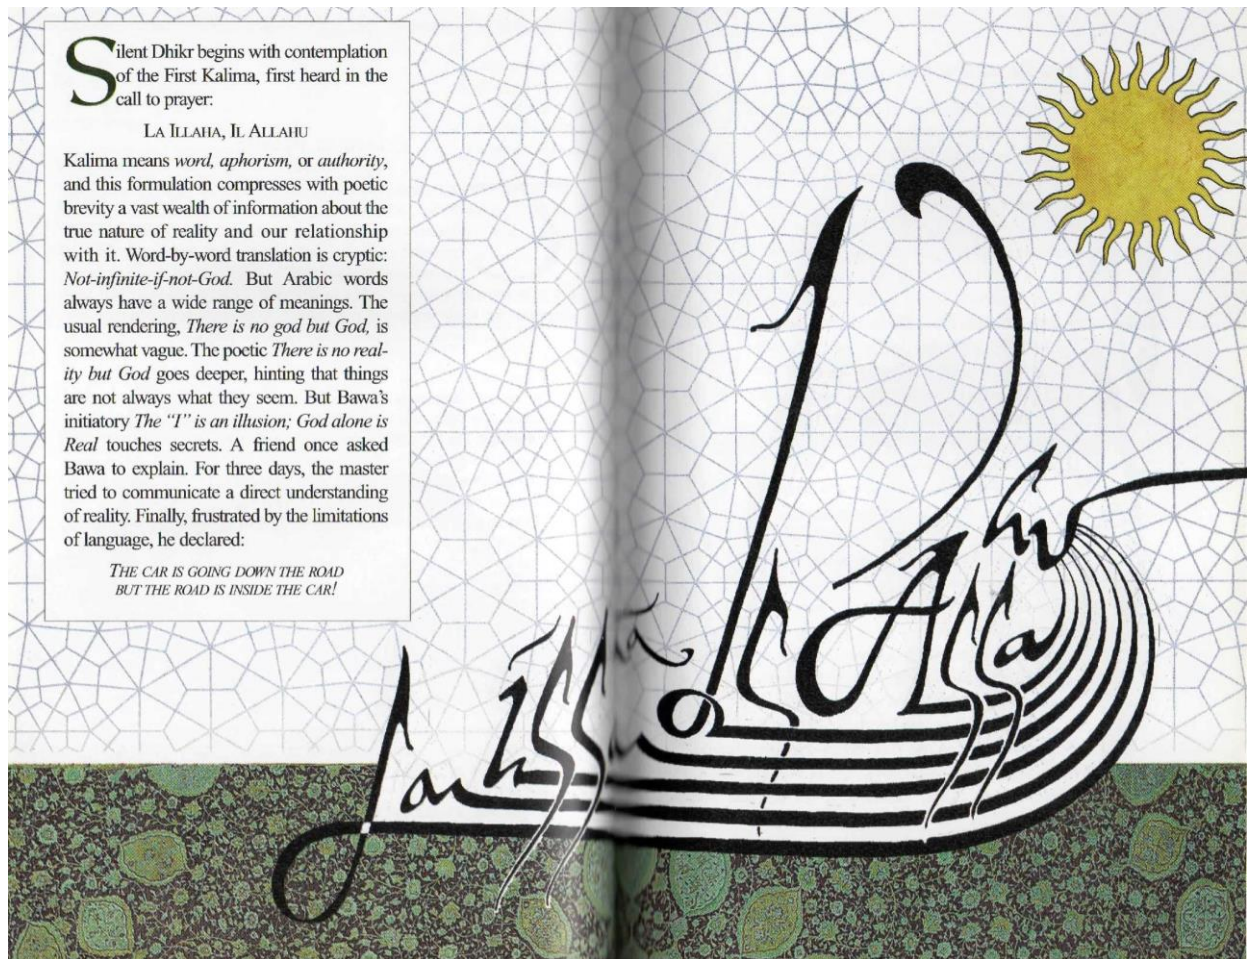 Silent Dhikr begins with contemplation
of the First Kalima, first heard in the
call to prayer:
LA ILLAHA, IL ALLAHU
Kalima means word, aphorism, or authority,
and this formulation compresses with poetic
brevity a vast wealth of information about the
true nature of reality and our relationship
with it. Word-by-word translation is cryptic:
Not-infinite-if-not-God. But Arabic words
always have a wide range of meanings. The
usual rendering, There is no god but God, is
somewhat vague. The poetic There is no real-
ity but God goes deeper, hinting that things
are not always what they seem. But Bawa's
initiatory The "I" is an illusion; God alone is
Real touches secrets. A friend once asked
Bawa to explain. For three days, the master
tried to communicate a direct understanding
of reality. Finally, frustrated by the limitations
of language, he declared:
THE CAR IS GOING DOWN THE ROAD
BUT THE ROAD IS INSIDE THE CAR!
La illaha Il Allahu